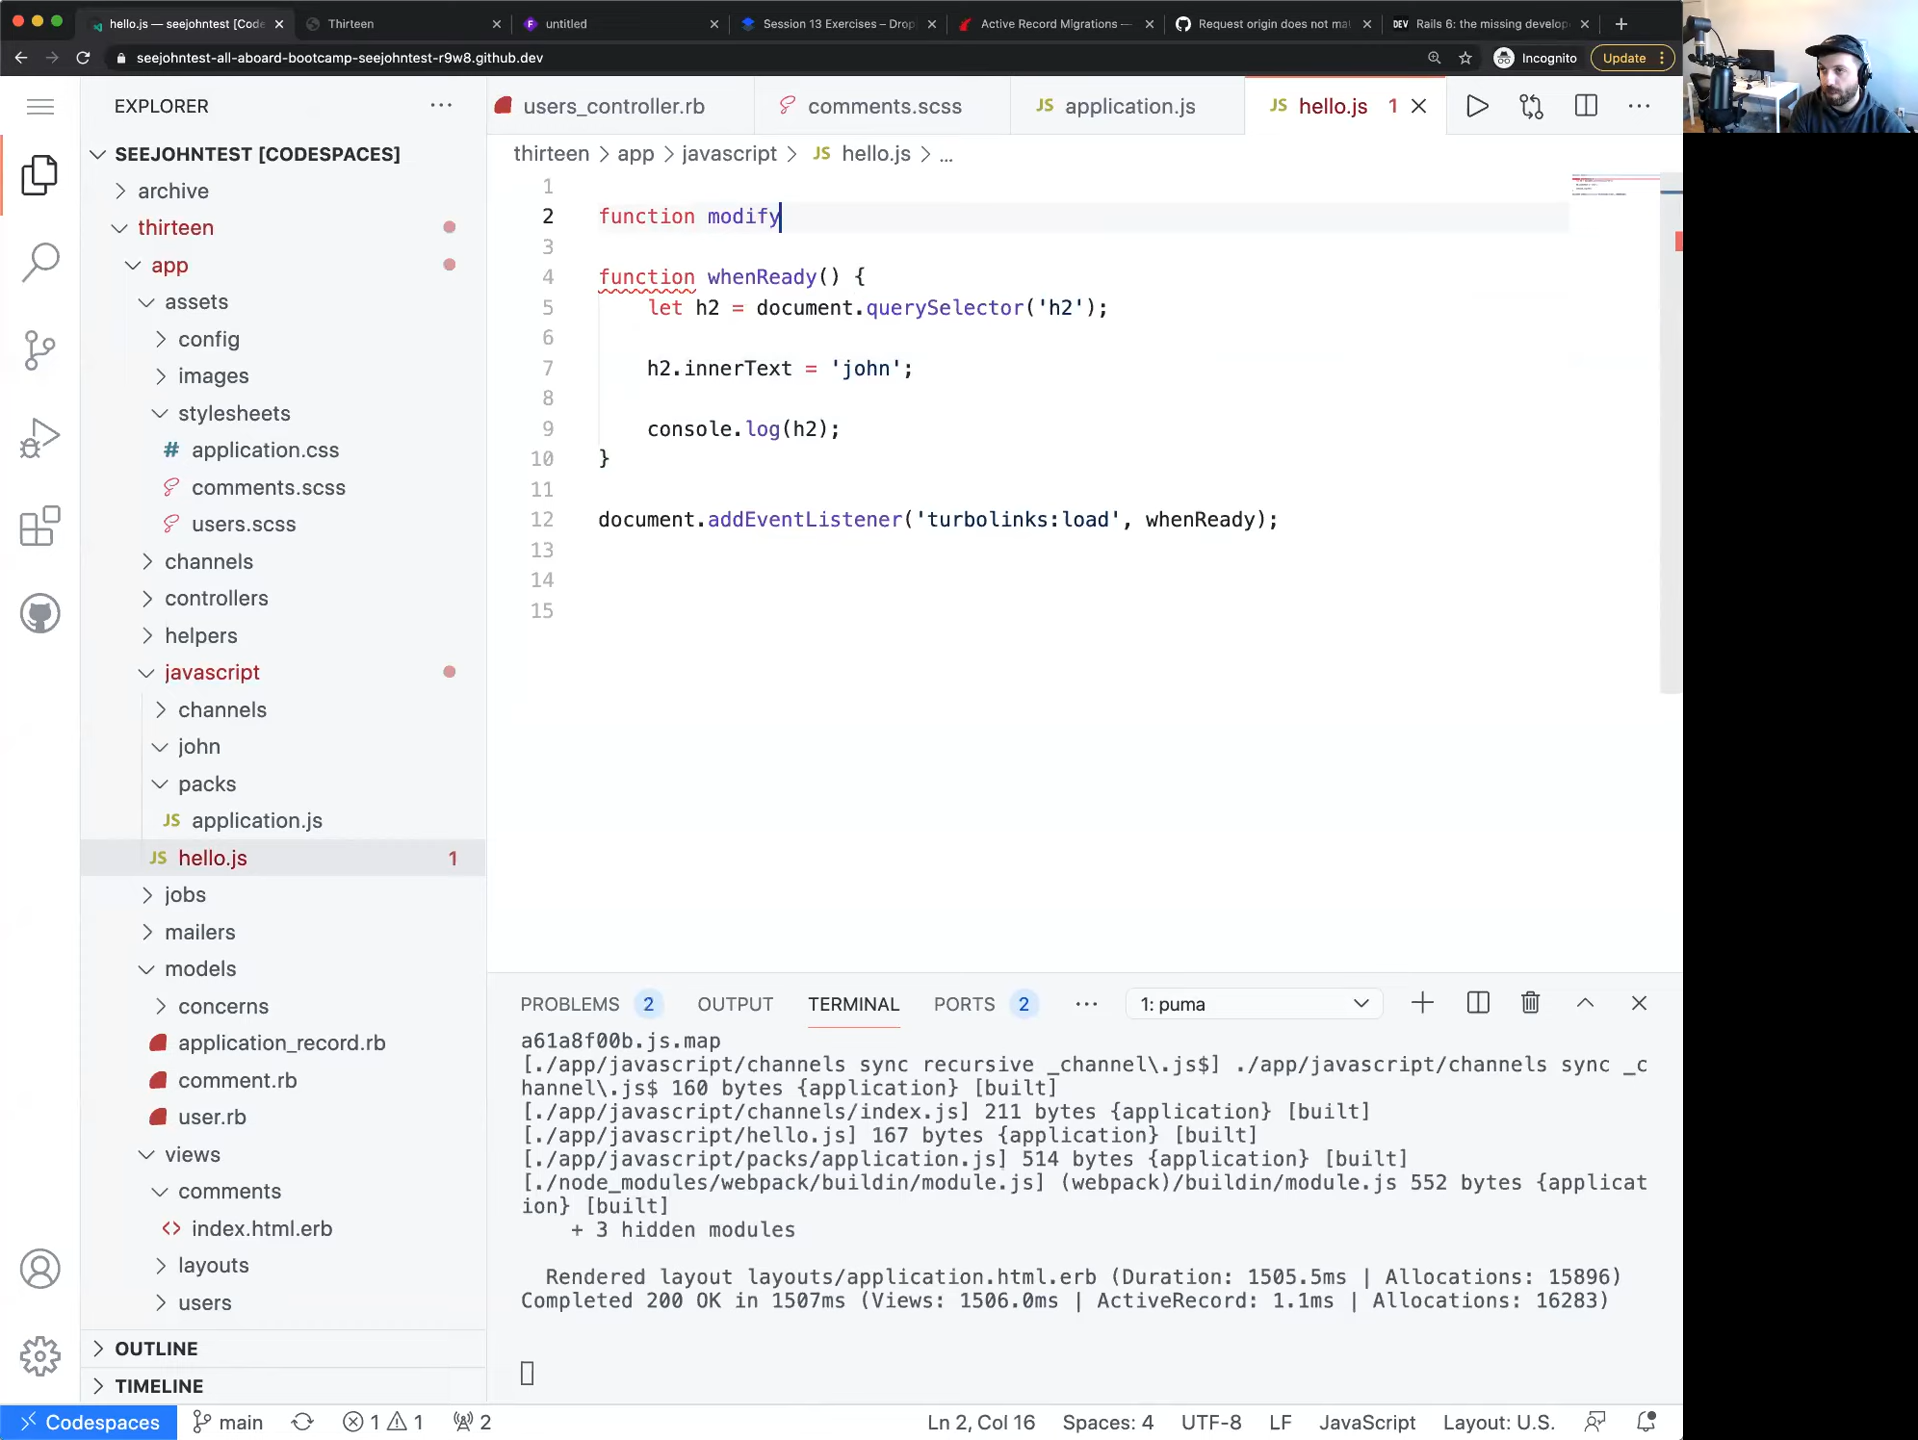 hello.js — seejohntest [Code
Thirteen
untitled
Session 13 Exercises – Drop
Active Record Migrations —
Request origin does not ma
DEV
Rails 6: the missing develop
seejohntest-all-aboard-bootcamp-seejohntest-r9w8.github.dev
Incognito
Update
EXPLORER
SEEJOHNTEST [CODESPACES]
archive
thirteen
app
assets
config
images
stylesheets
# application.css
comments.scss
users.scss
channels
controllers
helpers
javascript
channels
john
packs
JS application.js
JS hello.js 1
jobs
mailers
models
concerns
application_record.rb
comment.rb
user.rb
views
comments
<> index.html.erb
layouts
users
OUTLINE
TIMELINE
users_controller.rb
comments.scss
JS application.js
JS hello.js 1
thirteen > app > javascript > JS hello.js > ...
1
2 function modify
3
4 function whenReady() {
5 let h2 = document.querySelector('h2');
6
7 h2.innerText = 'john';
8
9 console.log(h2);
10 }
11
12 document.addEventListener('turbolinks:load', whenReady);
13
14
15
PROBLEMS 2 OUTPUT TERMINAL PORTS 2 ... 1: puma
a61a8f00b.js.map
[./app/javascript/channels sync recursive _channel\.js$] ./app/javascript/channels sync _c
hannel\.js$ 160 bytes {application} [built]
[./app/javascript/channels/index.js] 211 bytes {application} [built]
[./app/javascript/hello.js] 167 bytes {application} [built]
[./app/javascript/packs/application.js] 514 bytes {application} [built]
[./node_modules/webpack/buildin/module.js] (webpack)/buildin/module.js 552 bytes {applicat
ion} [built]
+ 3 hidden modules
Rendered layout layouts/application.html.erb (Duration: 1505.5ms | Allocations: 15896)
Completed 200 OK in 1507ms (Views: 1506.0ms | ActiveRecord: 1.1ms | Allocations: 16283)
Codespaces main 1 1 2 Ln 2, Col 16 Spaces: 4 UTF-8 LF JavaScript Layout: U.S.